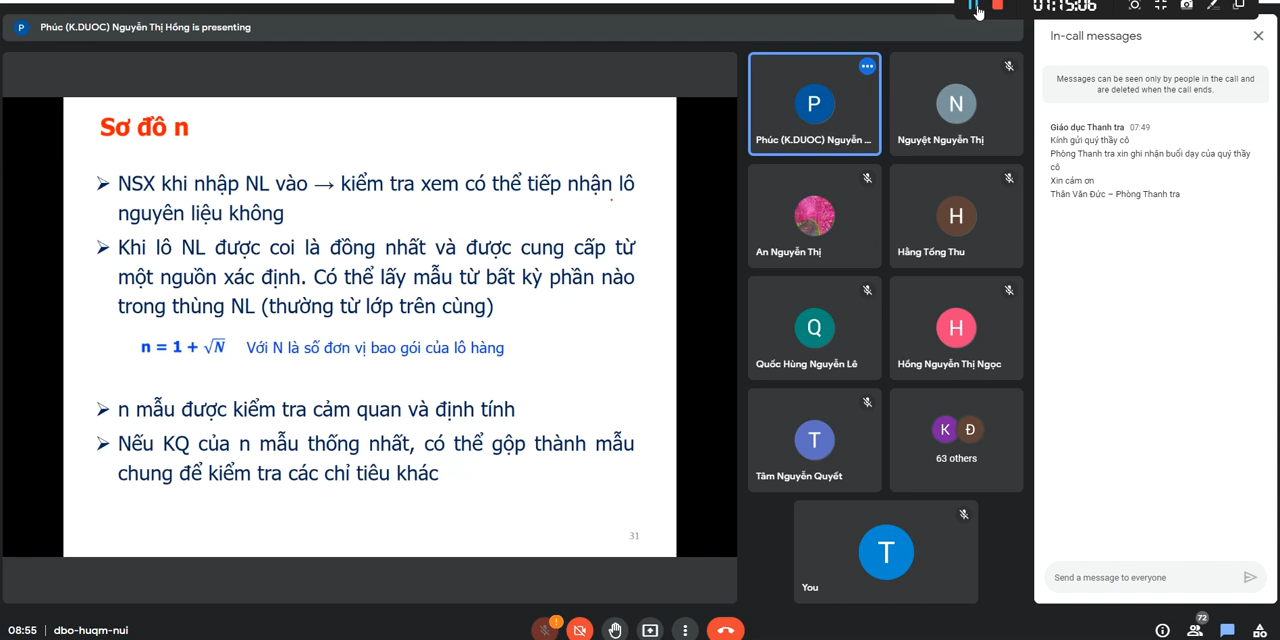 01:15:06
P Phúc (K.DUOC) Nguyễn Thị Hồng is presenting
Sơ đồ n
➢ NSX khi nhập NL vào → kiểm tra xem có thể tiếp nhận lô
nguyên liệu không
➢ Khi lô NL được coi là đồng nhất và được cung cấp từ
một nguồn xác định. Có thể lấy mẫu từ bất kỳ phần nào
trong thùng NL (thường từ lớp trên cùng)
n = 1 + √N Với N là số đơn vị bao gói của lô hàng
➢ n mẫu được kiểm tra cảm quan và định tính
➢ Nếu KQ của n mẫu thống nhất, có thể gộp thành mẫu
chung để kiểm tra các chỉ tiêu khác
31
P
Phúc (K.DUOC) Nguyễn ...
N
Nguyệt Nguyễn Thị
An Nguyễn Thị
H
Hằng Tống Thu
Q
Quốc Hùng Nguyễn Lê
H
Hồng Nguyễn Thị Ngọc
T
Tâm Nguyễn Quyết
K Đ
63 others
T
You
In-call messages
Messages can be seen only by people in the call and
are deleted when the call ends.
Giáo dục Thanh tra 07:49
Kính gửi quý thầy cô
Phòng Thanh tra xin ghi nhận buổi dạy của quý thầy
cô
Xin cảm ơn
Thân Văn Đức – Phòng Thanh tra
Send a message to everyone
08:55 | dbo-huqm-nui
!
72